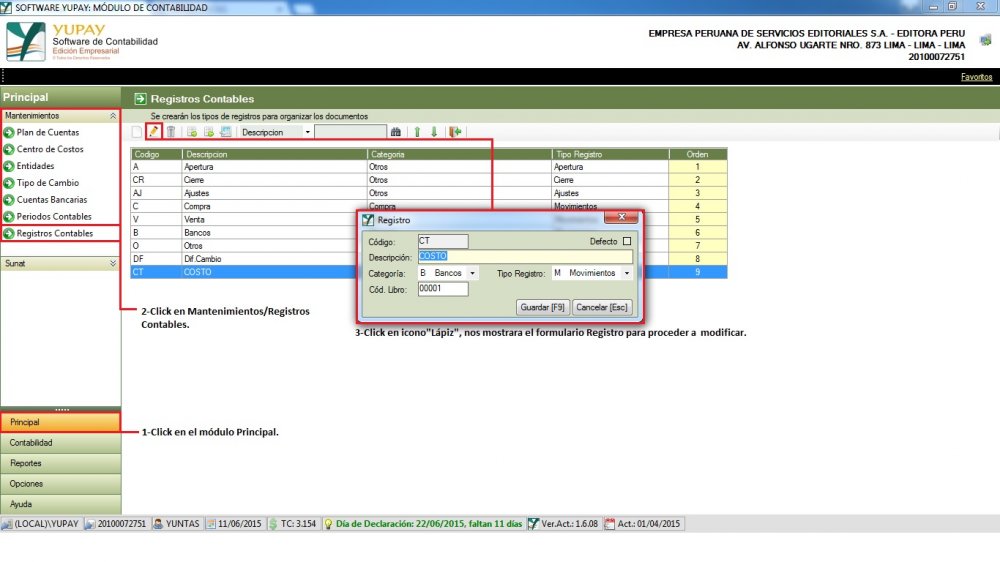 SOFTWARE YUPAY: MÓDULO DE CONTABILIDAD
YUPAY
Software de Contabilidad
Edición Empresarial
EMPRESA PERUANA DE SERVICIOS EDITORIALES S.A. - EDITORA PERU
AV. ALFONSO UGARTE NRO. 873 LIMA - LIMA - LIMA
20100072751
Favoritos
Principal
Mantenimientos
Plan de Cuentas
Centro de Costos
Entidades
Tipo de Cambio
Cuentas Bancarias
Periodos Contables
Registros Contables
Sunat
Registros Contables
Se crearán los tipos de registros para organizar los documentos
Descripcion
Codigo Descripcion Categoria Tipo Registro Orden
A Apertura Otros Apertura 1
CR Cierre Otros Cierre 2
AJ Ajustes Otros Ajustes 3
C Compra Compra Movimientos 4
V Venta 5
B Bancos 6
O Otros 7
DF Dif.Cambio 8
CT COSTO 9
Registro
Código: CT Defecto
Descripción: COSTO
Categoría: B Bancos Tipo Registro: M Movimientos
Cód. Libro: 00001
Guardar [F9] Cancelar [Esc]
2-Click en Mantenimientos/Registros
Contables.
3-Click en icono"Lápiz", nos mostrara el formulario Registro para proceder a modificar.
1-Click en el módulo Principal.
Principal
Contabilidad
Reportes
Opciones
Ayuda
(LOCAL)\YUPAY 20100072751 YUNTAS 11/06/2015 TC: 3.154 Día de Declaración: 22/06/2015, faltan 11 días Ver.Act.: 1.6.08 Act.: 01/04/2015